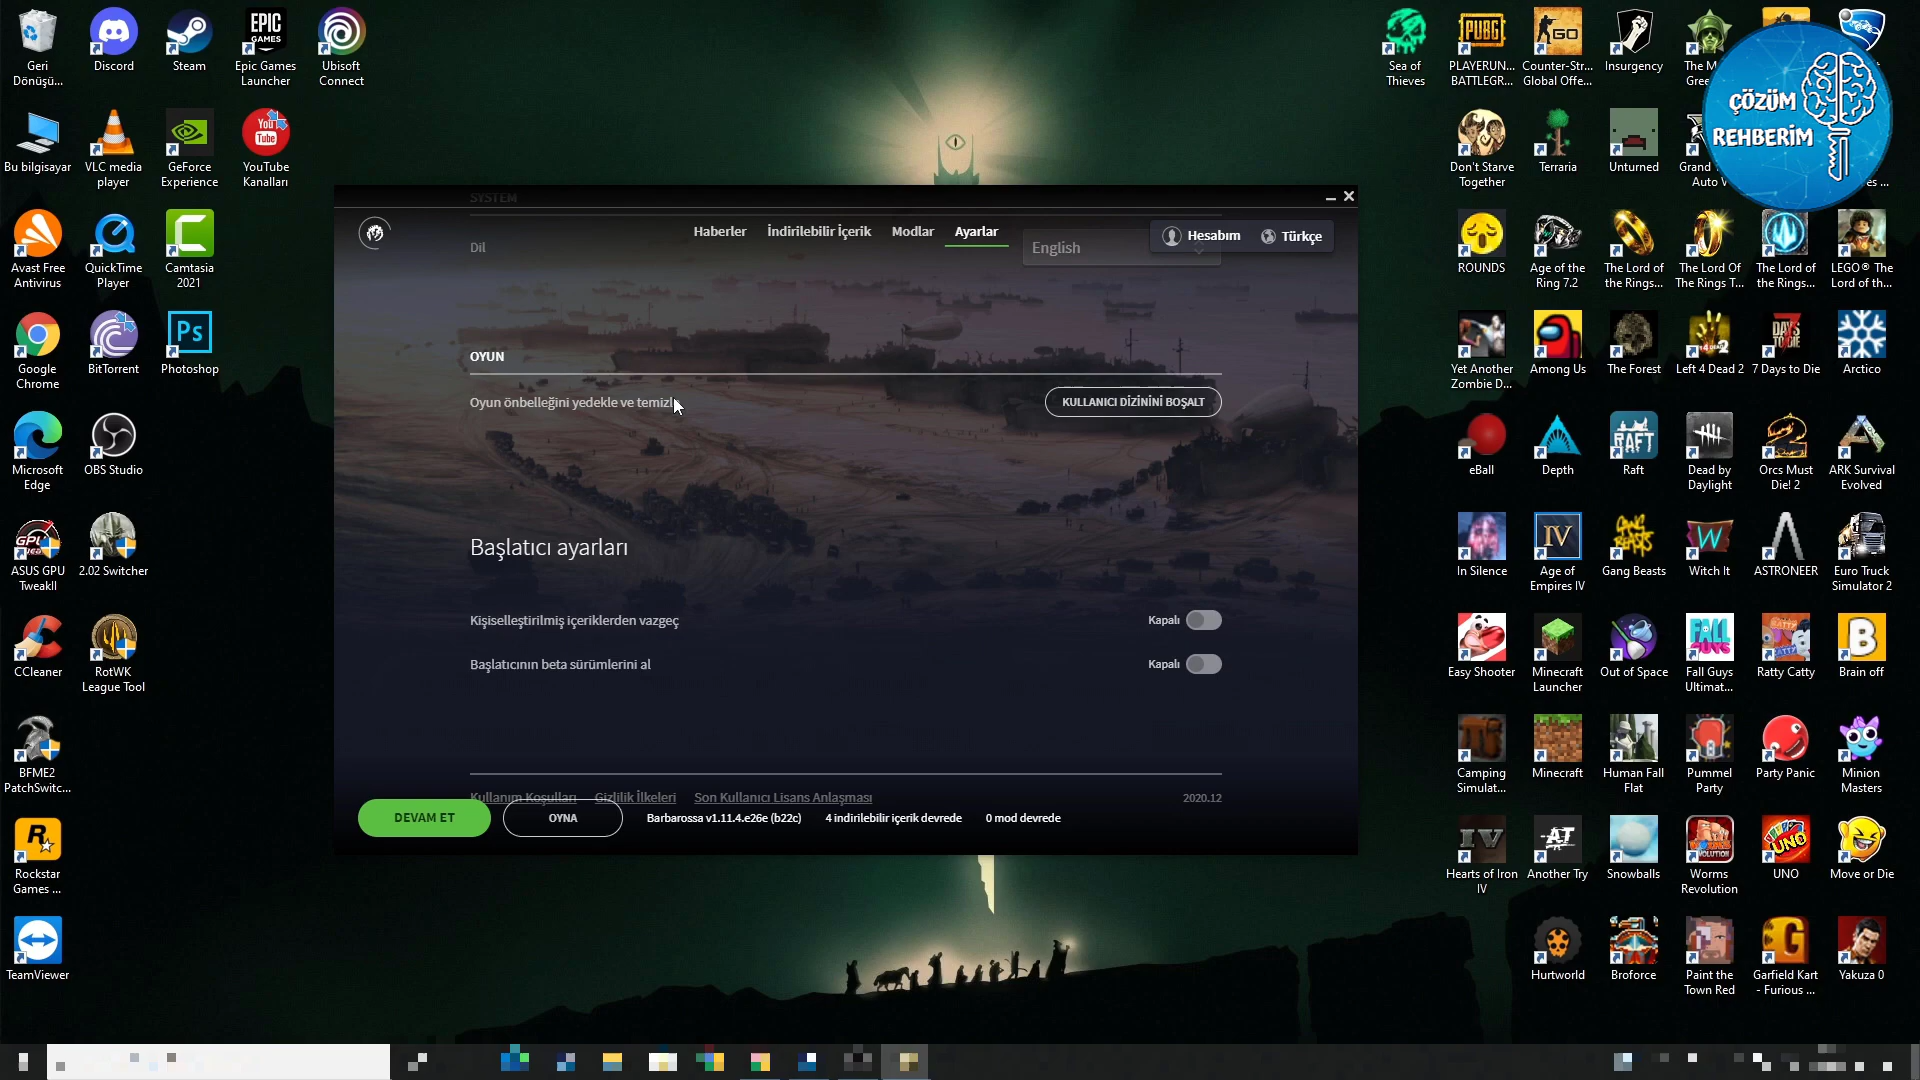 Geri
Dönüşü...
Discord
Steam
EPIC
GAMES
Epic Games
Launcher
Ubisoft
Connect
Bu bilgisayar
VLC media
player
GeForce
Experience
You
Tube
YouTube
Kanalları
Avast Free
Antivirus
QuickTime
Player
Camtasia
2021
Google
Chrome
BitTorrent
Ps
Photoshop
Microsoft
Edge
OBS Studio
ASUS GPU
TweakII
2.02 Switcher
CCleaner
RotWK
League Tool
BFME2
PatchSwitc...
Rockstar
Games ...
TeamViewer
SYSTEM
Haberler
İndirilebilir İçerik
Modlar
Ayarlar
Hesabım
Türkçe
Dil
English
OYUN
Oyun önbelleğini yedekle ve temizle
KULLANICI DİZİNİNİ BOŞALT
Başlatıcı ayarları
Kişiselleştirilmiş içeriklerden vazgeç
Kapalı
Başlatıcının beta sürümlerini al
Kapalı
Kullanım Koşulları
Gizlilik İlkeleri
Son Kullanıcı Lisans Anlaşması
2020.12
DEVAM ET
OYNA
Barbarossa v1.11.4.e26e (b22c)
4 indirilebilir içerik devrede
0 mod devrede
Sea of
Thieves
PUBG
PLAYERUN...
BATTLEGR...
GO
Counter-Str...
Global Offe...
Insurgency
ÇÖZÜM
REHBERİM
Don't Starve
Together
Terraria
Unturned
ROUNDS
Age of the
Ring 7.2
The Lord of
the Rings...
The Lord Of
The Rings T...
The Lord of
the Rings...
LEGO® The
Lord of th...
Yet Another
Zombie D...
Among Us
The Forest
Left 4 Dead 2
7 Days to Die
Arctico
eBall
Depth
RAFT
Raft
Dead by
Daylight
Orcs Must
Die! 2
ARK Survival
Evolved
In Silence
IV
Age of
Empires IV
Gang Beasts
W
Witch It
ASTRONEER
Euro Truck
Simulator 2
Easy Shooter
Minecraft
Launcher
Out of Space
FALL
GUYS
Fall Guys
Ultimat...
Ratty Catty
B
Brain off
Camping
Simulat...
Minecraft
Human Fall
Flat
Pummel
Party
Party Panic
Minion
Masters
IV
Hearts of Iron
IV
AT
Another Try
Snowballs
Worms
Revolution
UNO
UNO
Move or Die
Hurtworld
Broforce
Paint the
Town Red
G
Garfield Kart
- Furious ...
Yakuza 0